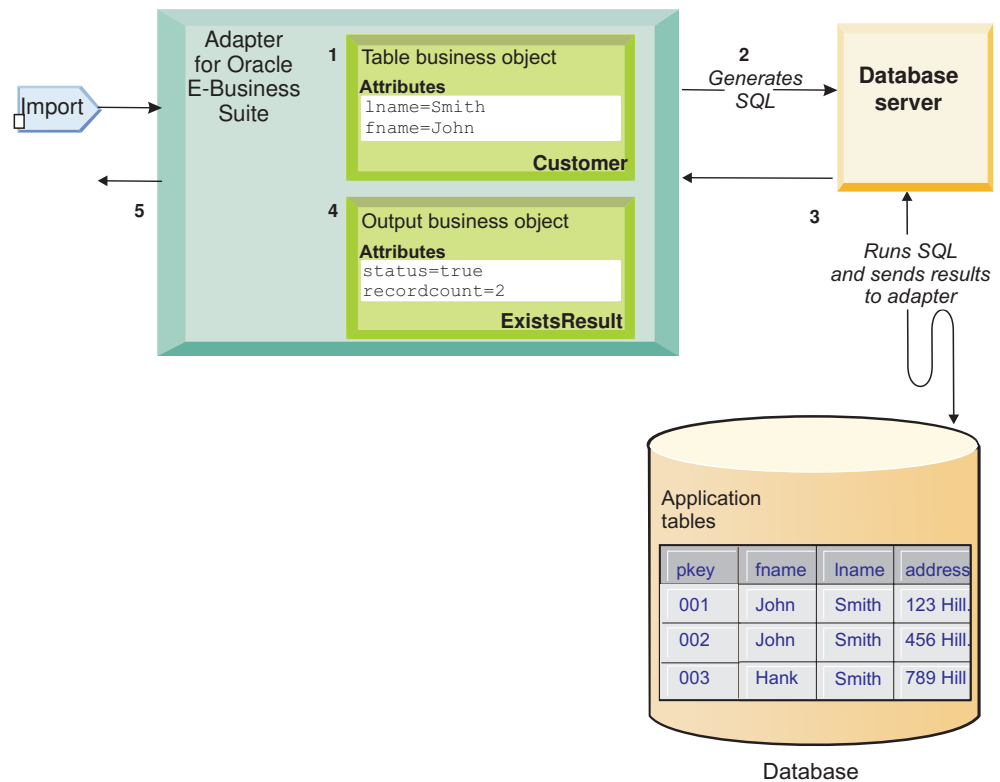 Import
Adapter
for Oracle
E-Business
Suite
1
Table business object
Attributes
lname=Smith
fname=John
Customer
2
Generates
SQL
Database
server
5
4
Output business object
Attributes
status=true
recordcount=2
ExistsResult
3
Runs SQL
and sends results
to adapter
Application
tables
pkey fname lname address
001 John Smith 123 Hill.
002 John Smith 456 Hill.
003 Hank Smith 789 Hill
Database